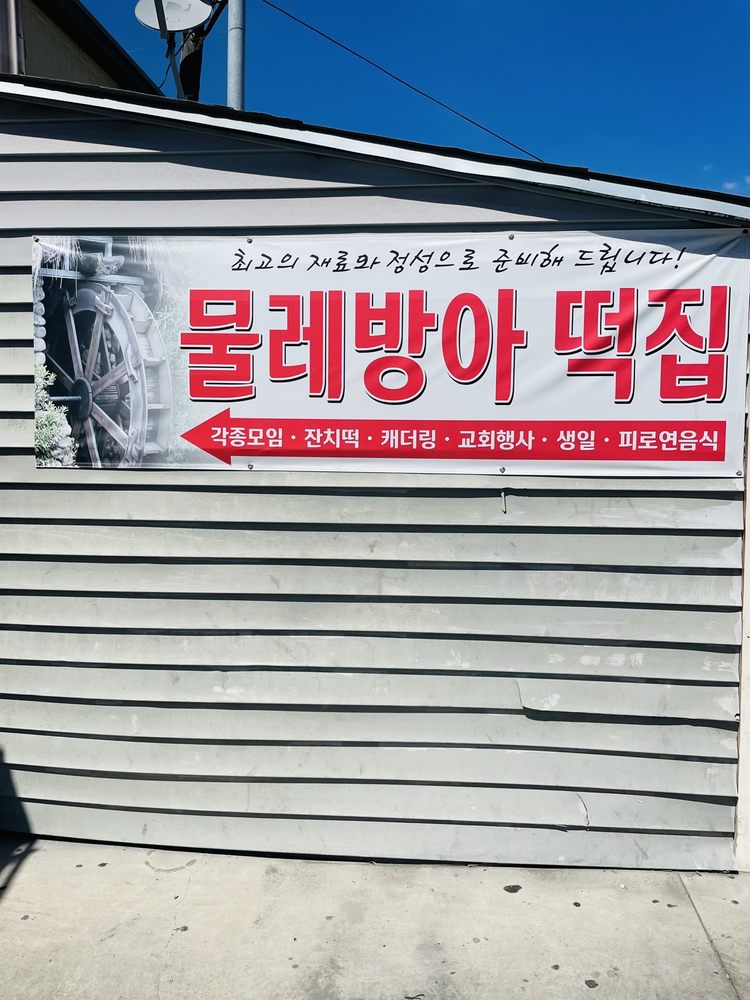 최고의 재료와 정성으로 준비해 드립니다!
물레방아 떡집
각종모임 · 잔치떡 · 캐더링 · 교회행사 · 생일 · 피로연음식